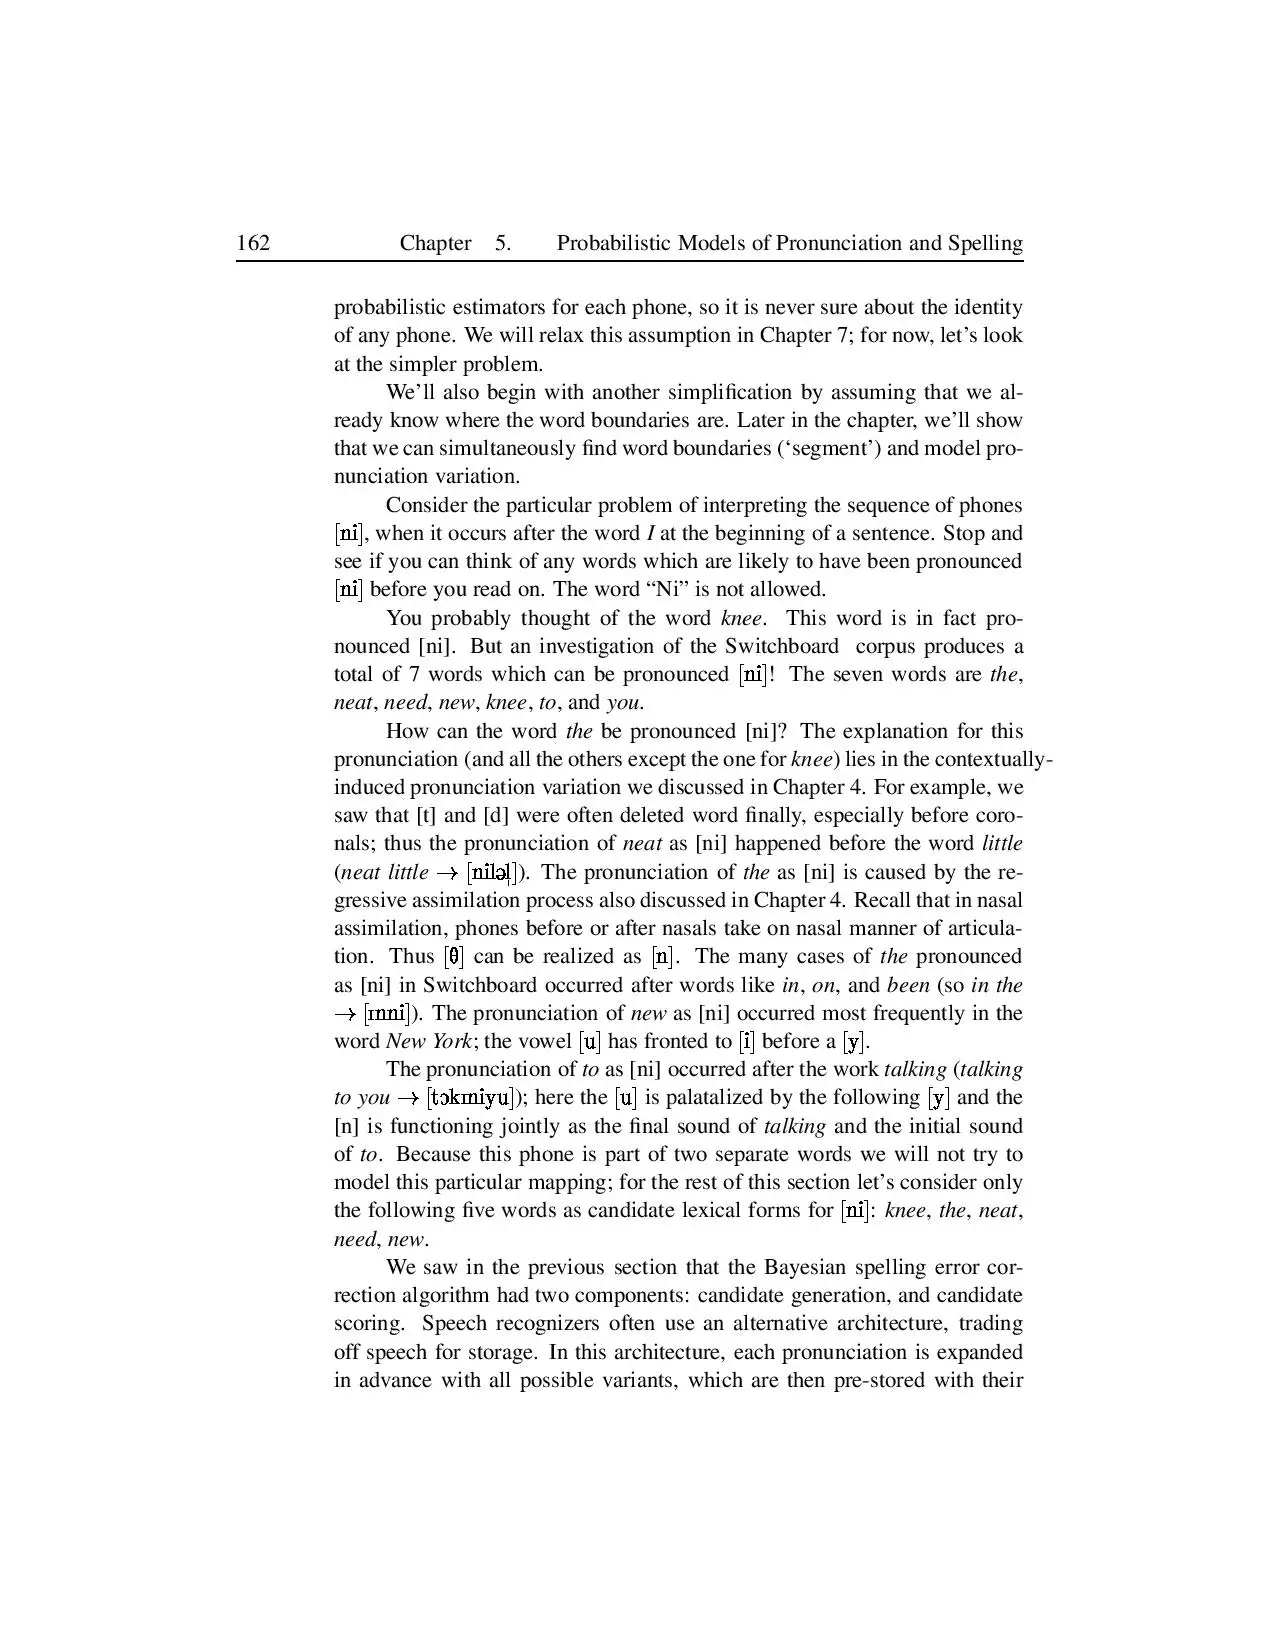 162 Chapter 5. Probabilistic Models of Pronunciation and Spelling
probabilistic estimators for each phone, so it is never sure about the identity
of any phone. We will relax this assumption in Chapter 7; for now, let’s look
at the simpler problem.
We’ll also begin with another simplification by assuming that we al-
ready know where the word boundaries are. Later in the chapter, we’ll show
that we can simultaneously find word boundaries (‘segment’) and model pro-
nunciation variation.
Consider the particular problem of interpreting the sequence of phones
[ni], when it occurs after the word I at the beginning of a sentence. Stop and
see if you can think of any words which are likely to have been pronounced
[ni] before you read on. The word “Ni” is not allowed.
You probably thought of the word knee. This word is in fact pro-
nounced [ni]. But an investigation of the Switchboard corpus produces a
total of 7 words which can be pronounced [ni]! The seven words are the,
neat, need, new, knee, to, and you.
How can the word the be pronounced [ni]? The explanation for this
pronunciation (and all the others except the one for knee) lies in the contextually-
induced pronunciation variation we discussed in Chapter 4. For example, we
saw that [t] and [d] were often deleted word finally, especially before coro-
nals; thus the pronunciation of neat as [ni] happened before the word little
(neat little → [niləl̩]). The pronunciation of the as [ni] is caused by the re-
gressive assimilation process also discussed in Chapter 4. Recall that in nasal
assimilation, phones before or after nasals take on nasal manner of articula-
tion. Thus [θ] can be realized as [n]. The many cases of the pronounced
as [ni] in Switchboard occurred after words like in, on, and been (so in the
→ [ɪnni]). The pronunciation of new as [ni] occurred most frequently in the
word New York; the vowel [u] has fronted to [i] before a [y].
The pronunciation of to as [ni] occurred after the work talking (talking
to you → [tɔkɪniyu]); here the [u] is palatalized by the following [y] and the
[n] is functioning jointly as the final sound of talking and the initial sound
of to. Because this phone is part of two separate words we will not try to
model this particular mapping; for the rest of this section let’s consider only
the following five words as candidate lexical forms for [ni]: knee, the, neat,
need, new.
We saw in the previous section that the Bayesian spelling error cor-
rection algorithm had two components: candidate generation, and candidate
scoring. Speech recognizers often use an alternative architecture, trading
off speech for storage. In this architecture, each pronunciation is expanded
in advance with all possible variants, which are then pre-stored with their